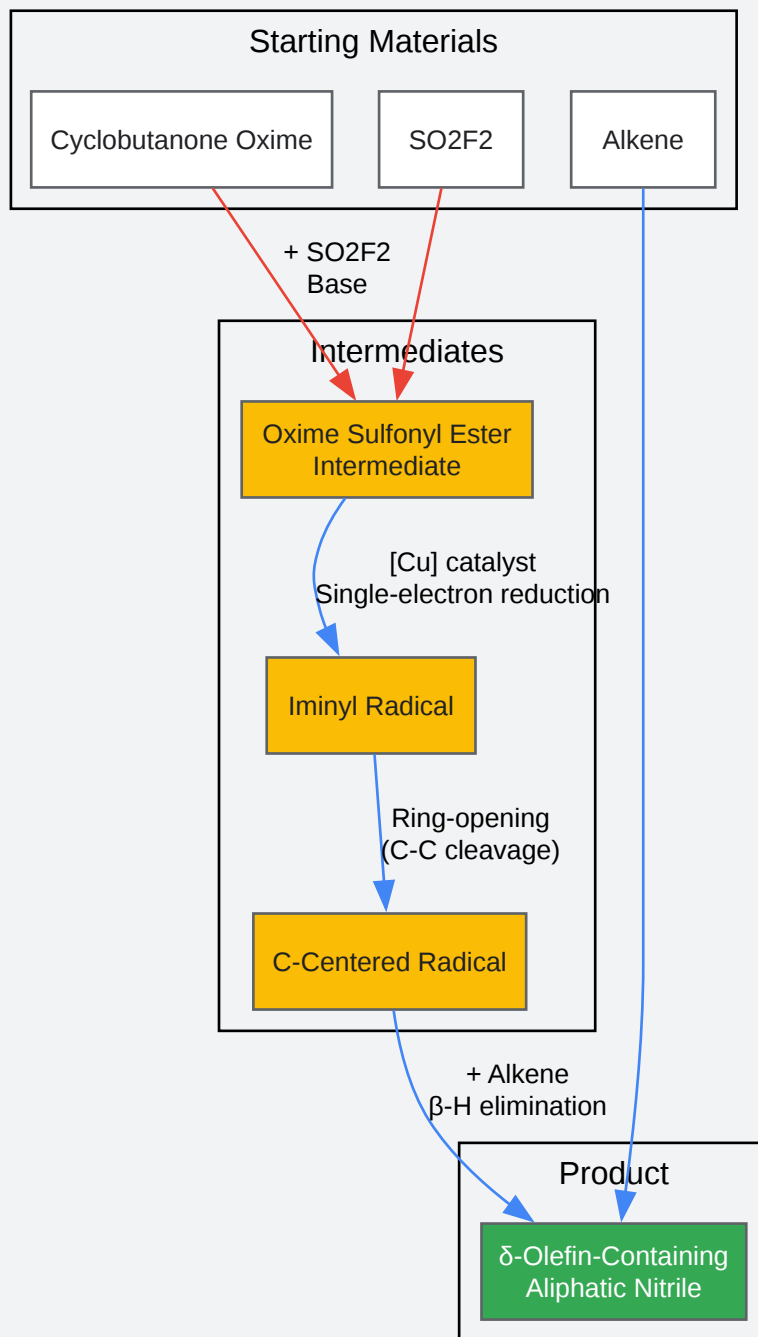 Starting Materials
Cyclobutanone Oxime
SO2F2
Alkene
+ SO2F2
Base
Intermediates
Oxime Sulfonyl Ester
Intermediate
[Cu] catalyst
Single-electron reduction
Iminyl Radical
Ring-opening
(C-C cleavage)
C-Centered Radical
+ Alkene
β-H elimination
Product
δ-Olefin-Containing
Aliphatic Nitrile